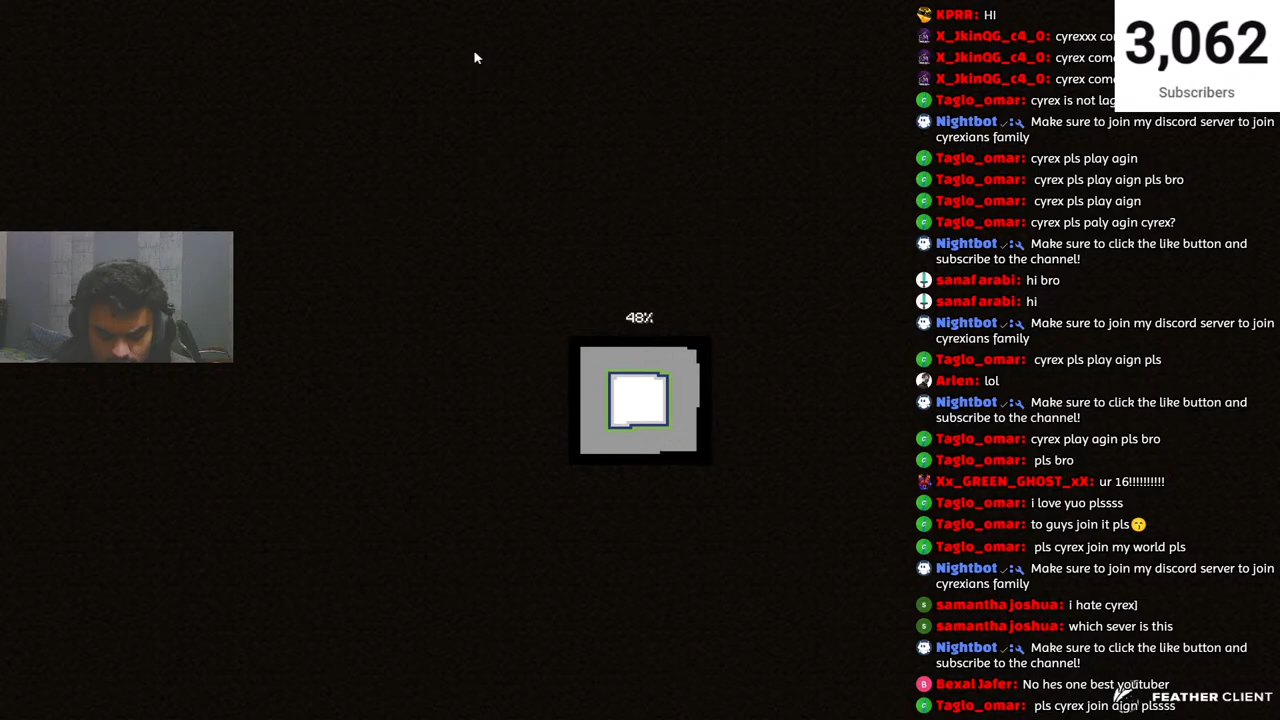 KPRR: HI
X_JkinQG_c4_0: cyrexxx co
X_JkinQG_c4_0: cyrex com
X_JkinQG_c4_0: cyrex com
3,062
Subscribers
Taglo_omar: cyrex is not lag
Nightbot: Make sure to join my discord server to join
cyrexians family
Taglo_omar: cyrex pls play agin
Taglo_omar: cyrex pls play aign pls bro
Taglo_omar: cyrex pls play aign
Taglo_omar: cyrex pls paly agin cyrex?
Nightbot: Make sure to click the like button and
subscribe to the channel!
sanaf arabi: hi bro
sanaf arabi: hi
Nightbot: Make sure to join my discord server to join
cyrexians family
48%
Taglo_omar: cyrex pls play aign pls
Arlen: lol
Nightbot: Make sure to click the like button and
subscribe to the channel!
Taglo_omar: cyrex play agin pls bro
Taglo_omar: pls bro
Xx_GREEN_GHOST_xX: ur 16!!!!!!!!!!
Taglo_omar: i love yuo plssss
Taglo_omar: to guys join it pls😙
Taglo_omar: pls cyrex join my world pls
Nightbot: Make sure to join my discord server to join
cyrexians family
samantha joshua: i hate cyrex]
samantha joshua: which sever is this
Nightbot: Make sure to click the like button and
subscribe to the channel!
Bexal Jafer: No hes one best youtuber
FEATHER CLIENT
Taglo_omar: pls cyrex join aign plssss